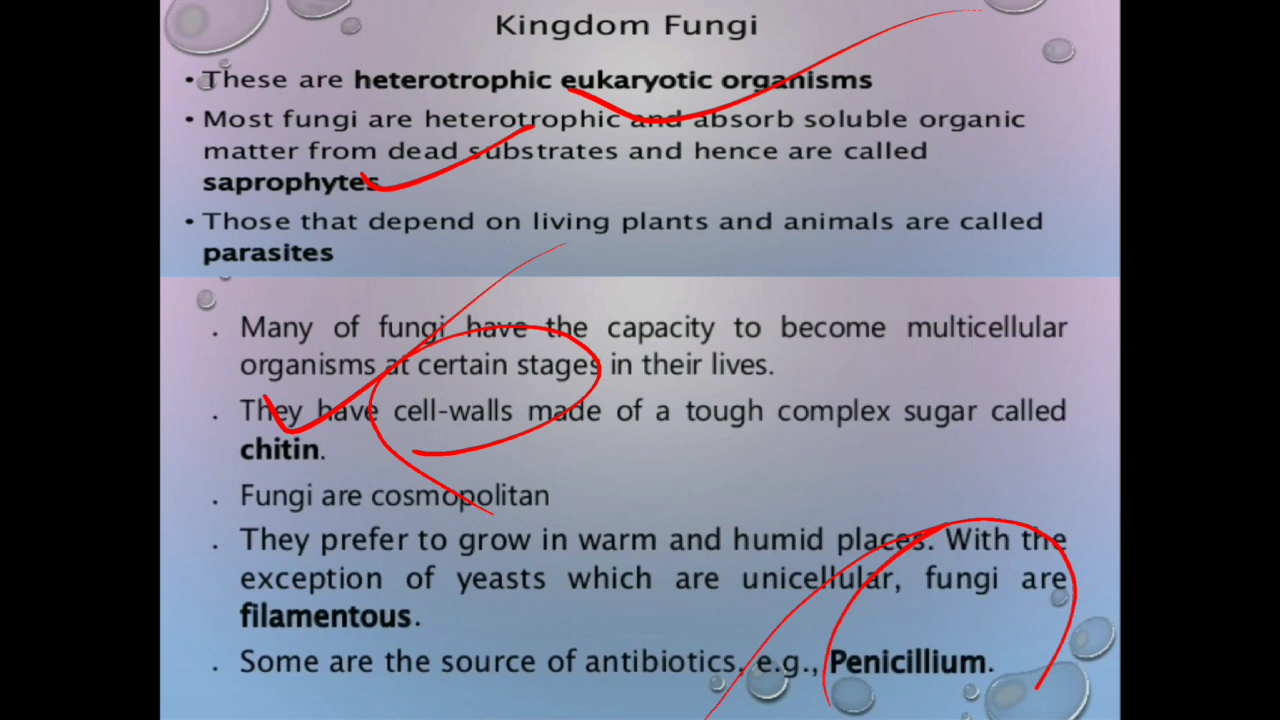 Kingdom Fungi
• These are heterotrophic eukaryotic organisms
• Most fungi are heterotrophic and absorb soluble organic
matter from dead substrates and hence are called
saprophytes
• Those that depend on living plants and animals are called
parasites
. Many of fungi have the capacity to become multicellular
organisms at certain stages in their lives.
. They have cell-walls made of a tough complex sugar called
chitin.
. Fungi are cosmopolitan
. They prefer to grow in warm and humid places. With the
exception of yeasts which are unicellular, fungi are
filamentous.
. Some are the source of antibiotics, e.g., Penicillium.